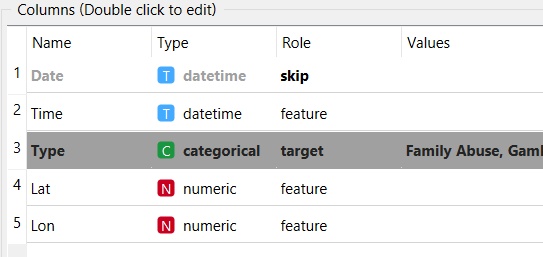 Columns (Double click to edit)
Name Type Role Values
1 Date T datetime skip
2 Time T datetime feature
3 Type C categorical target Family Abuse, Gaml
4 Lat N numeric feature
5 Lon N numeric feature